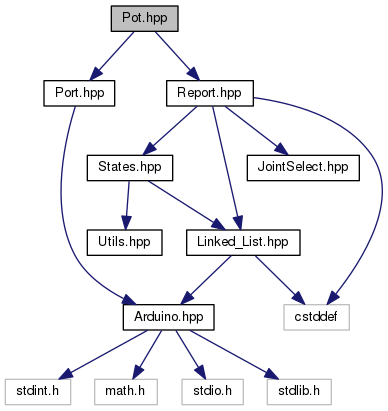 Pot.hpp
Port.hpp
Report.hpp
States.hpp
JointSelect.hpp
Utils.hpp
Linked_List.hpp
Arduino.hpp
cstddef
stdint.h
math.h
stdio.h
stdlib.h